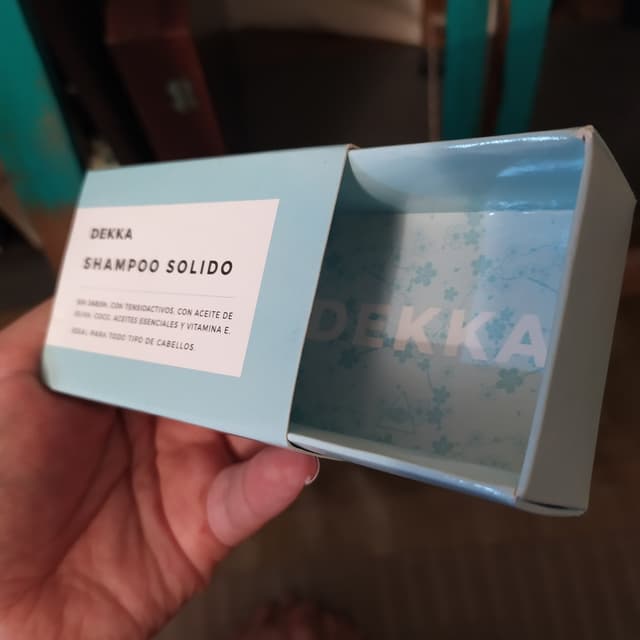 DEKKA
SHAMPOO SOLIDO
SIN JABON, CON TENSIOACTIVOS, CON ACEITE DE
OLIVA, COCO, ACEITES ESENCIALES Y VITAMINA E.
IDEAL PARA TODO TIPO DE CABELLOS.
DEKKA